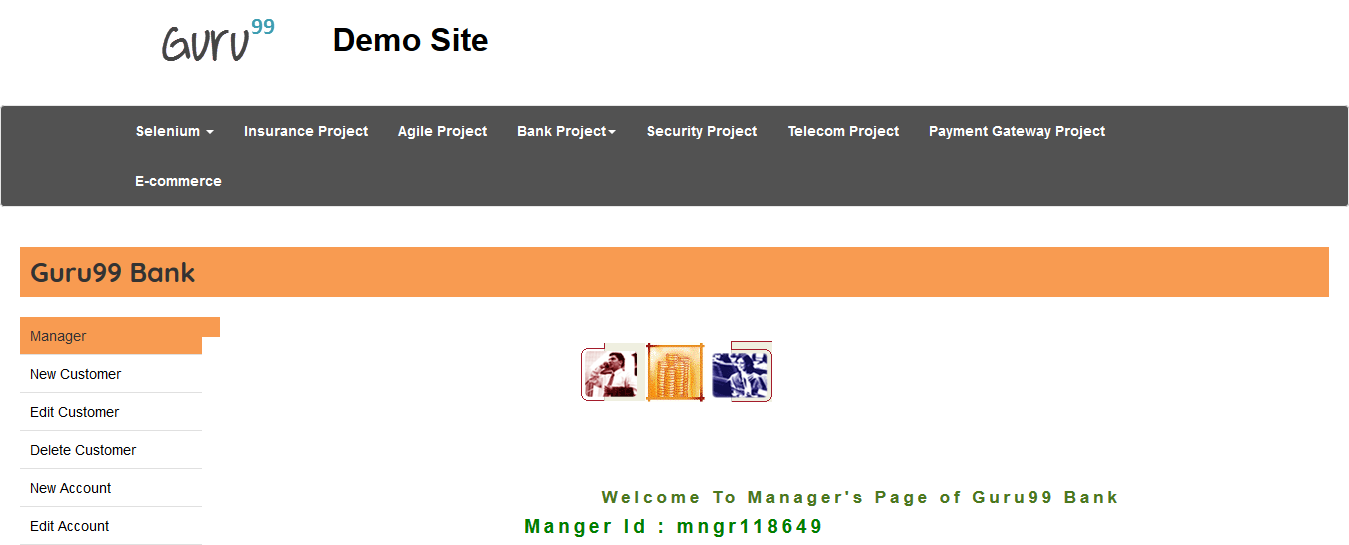 Guru99 Demo Site
Selenium Insurance Project Agile Project Bank Project Security Project Telecom Project Payment Gateway Project
E-commerce
Guru99 Bank
Manager
New Customer
Edit Customer
Delete Customer
New Account
Edit Account
Welcome To Manager's Page of Guru99 Bank
Manger Id : mngr118649